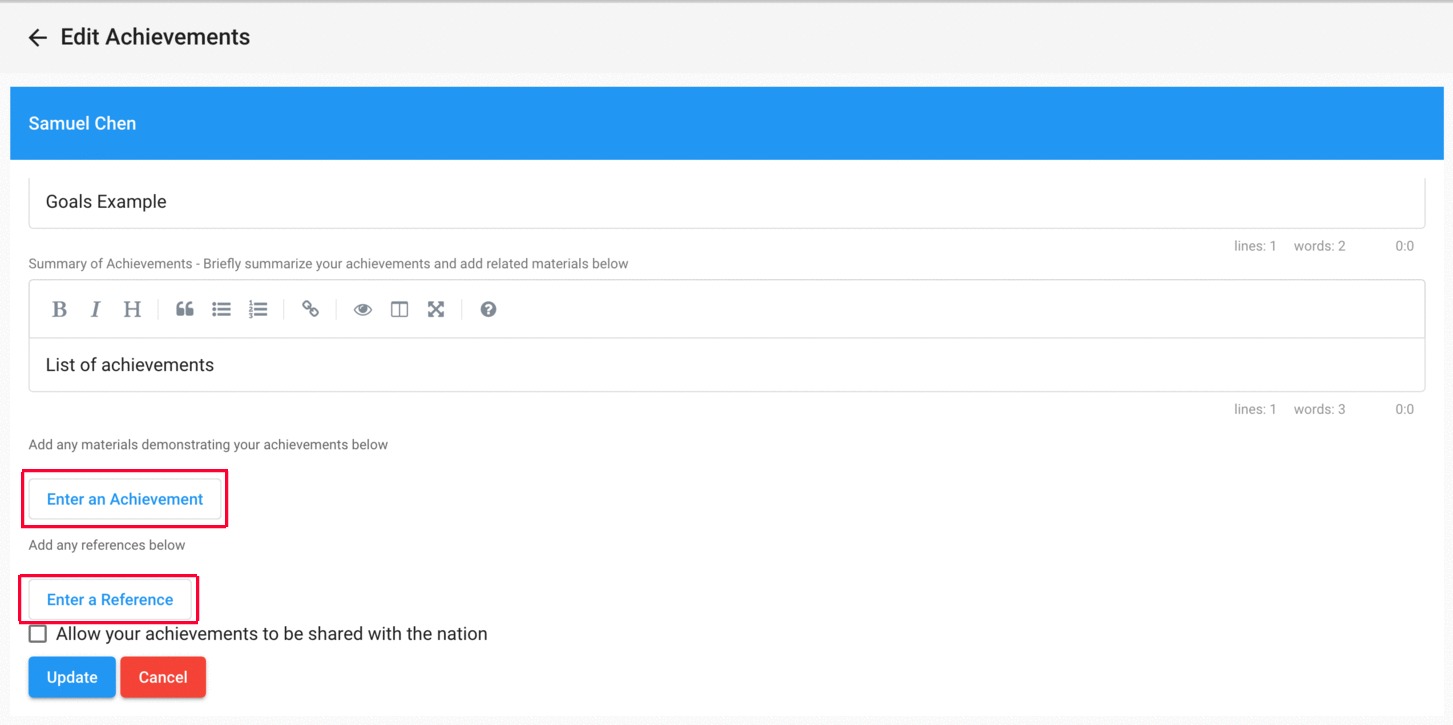 Edit Achievements
Samuel Chen
Goals Example
lines: 1 words: 2 0:0
Summary of Achievements - Briefly summarize your achievements and add related materials below
B I H
List of achievements
lines: 1 words: 3 0:0
Add any materials demonstrating your achievements below
Enter an Achievement
Add any references below
Enter a Reference
Allow your achievements to be shared with the nation
Update Cancel